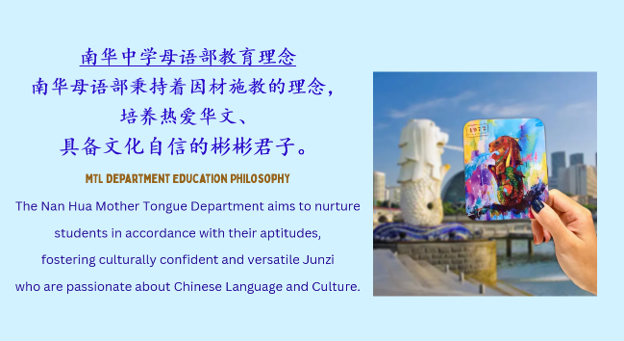 南华中学母语部教育理念
南华母语部秉持着因材施教的理念，
培养热爱华文、
具备文化自信的彬彬君子。
MTL DEPARTMENT EDUCATION PHILOSOPHY
The Nan Hua Mother Tongue Department aims to nurture
students in accordance with their aptitudes,
fostering culturally confident and versatile Junzi
who are passionate about Chinese Language and Culture.